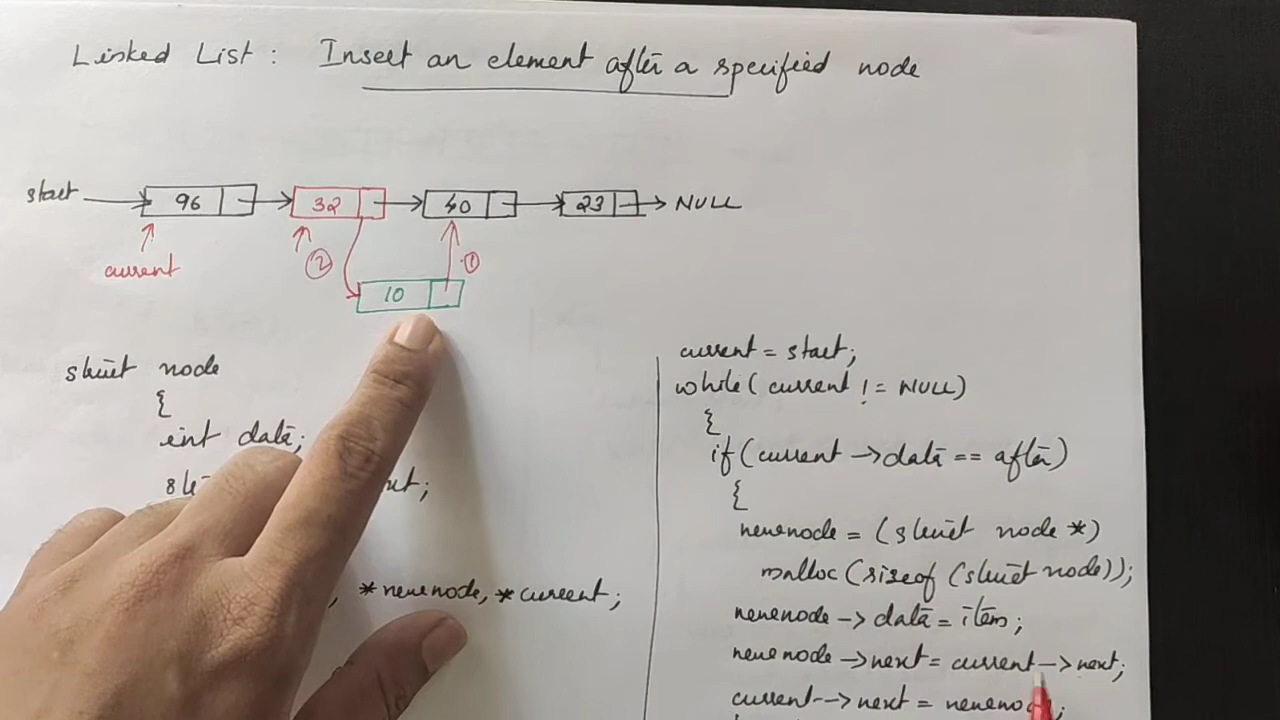 Linked List : Insert an element after a specified node
start 96 32 40 23 NULL
current ② ①
10
struct node
{
int data;
*newnode, *current;
current = start;
while( current != NULL)
{
if(current ->data == after)
{
newnode = (struct node *)
malloc (sizeof (struct node));
newnode -> data = item;
newnode ->next = current->next;
current-->next =